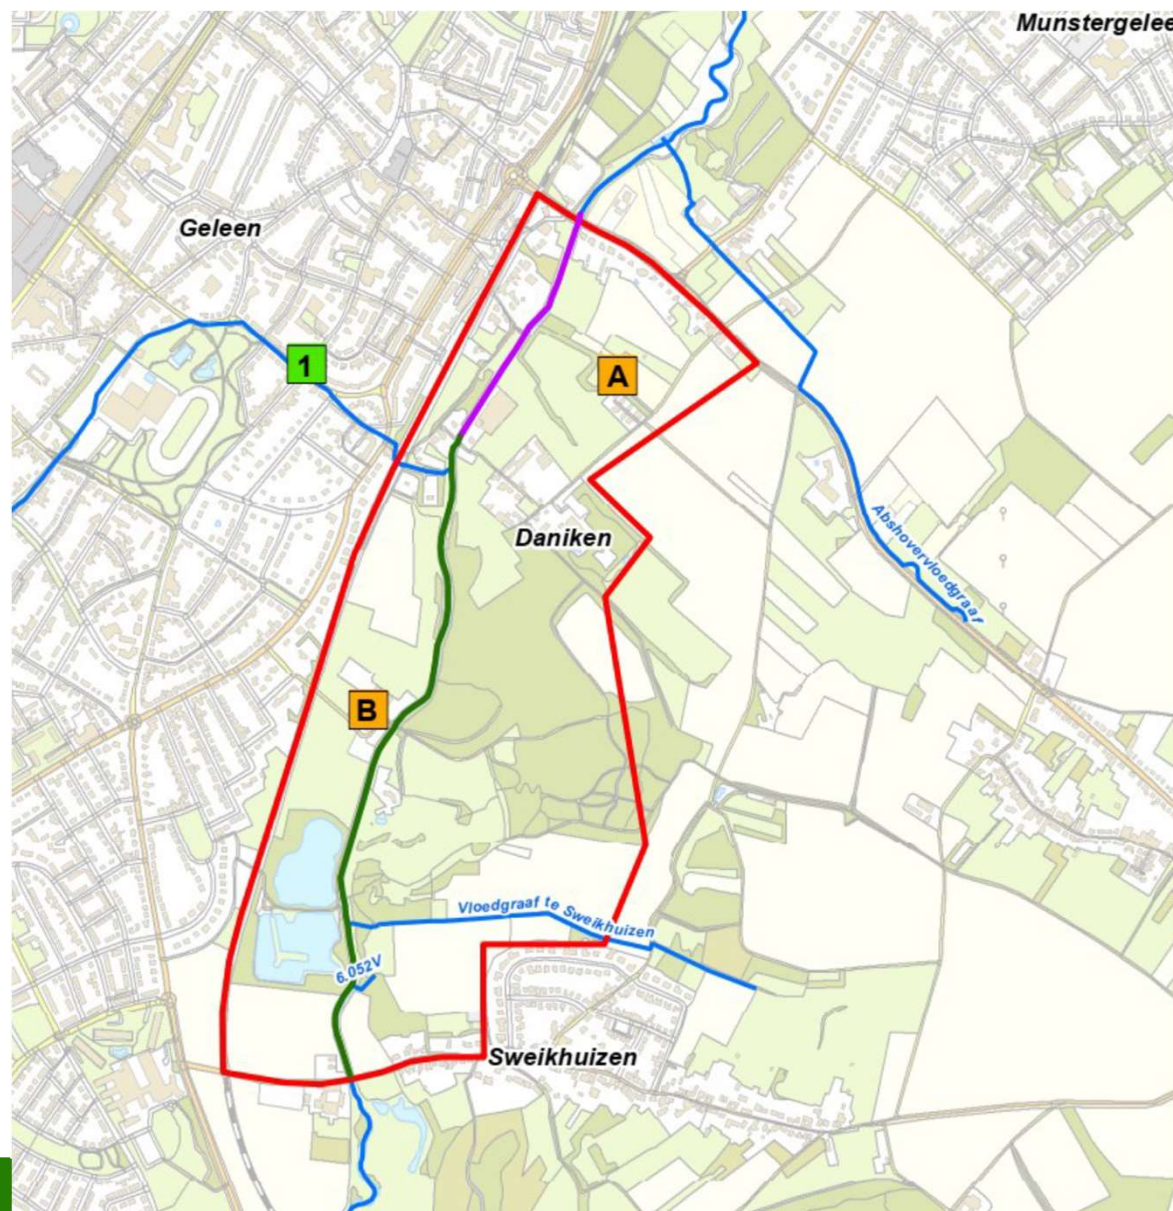 Munstergelee
Geleen
1
A
Daniken
Abshovervloedgraaf
B
Vloedgraaf te Sweikhuizen
6.052V
Sweikhuizen